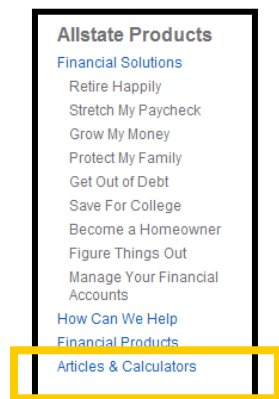 Allstate Products
Financial Solutions
Retire Happily
Stretch My Paycheck
Grow My Money
Protect My Family
Get Out of Debt
Save For College
Become a Homeowner
Figure Things Out
Manage Your Financial
Accounts
How Can We Help
Financial Products
Articles & Calculators